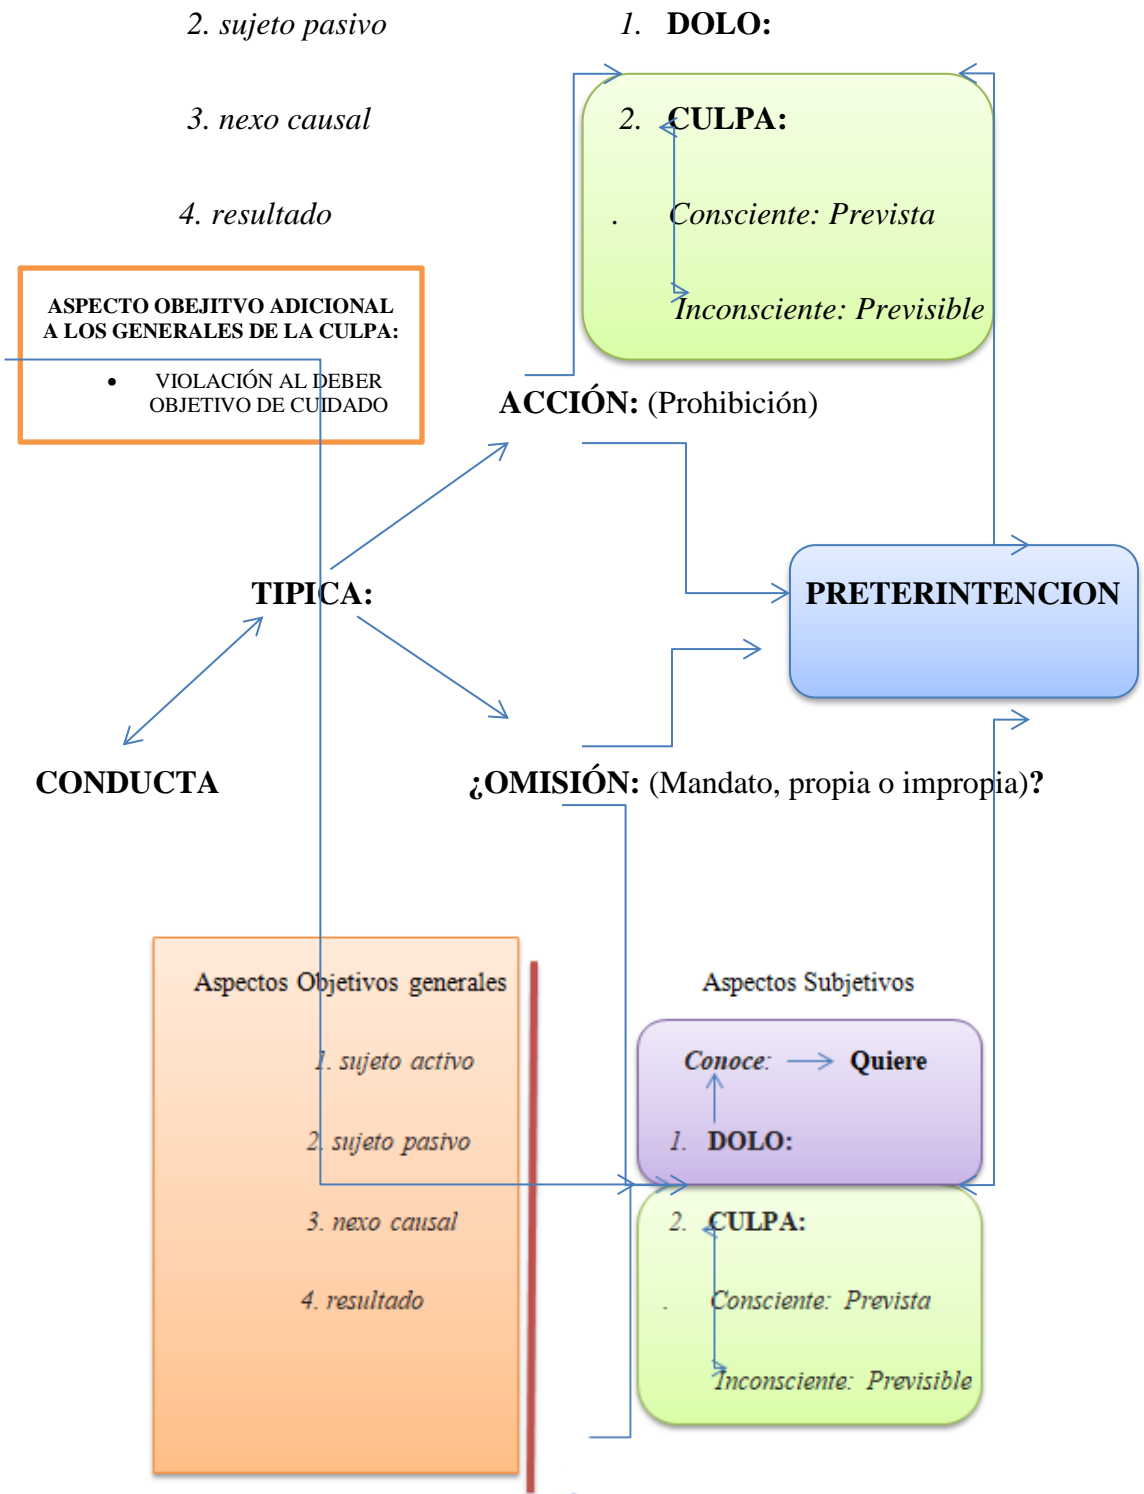 2. sujeto pasivo
1. DOLO:
3. nexo causal
2. CULPA:
4. resultado
. Consciente: Prevista
Inconsciente: Previsible
ASPECTO OBEJITVO ADICIONAL
A LOS GENERALES DE LA CULPA:
• VIOLACIÓN AL DEBER
OBJETIVO DE CUIDADO
ACCIÓN: (Prohibición)
TIPICA:
PRETERINTENCION
CONDUCTA
¿OMISIÓN: (Mandato, propia o impropia)?
Aspectos Objetivos generales
1. sujeto activo
2. sujeto pasivo
3. nexo causal
4. resultado
Aspectos Subjetivos
Conoce: Quiere
1. DOLO:
2. CULPA:
. Consciente: Prevista
Inconsciente: Previsible